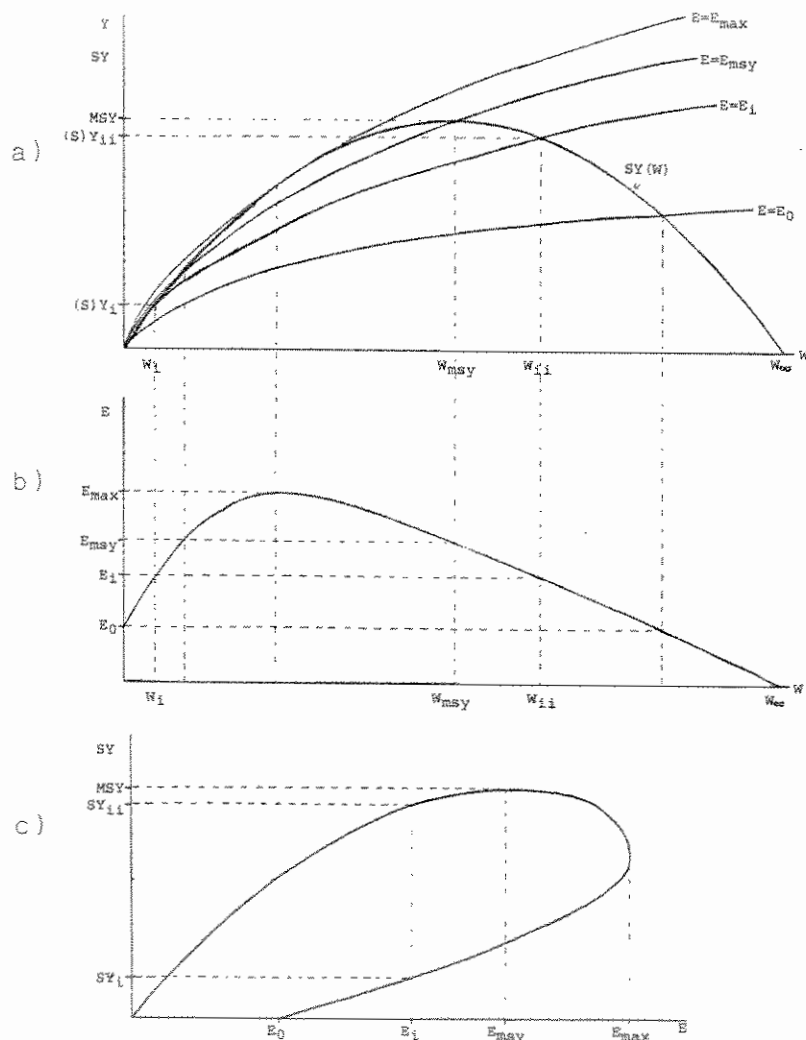 a)
Y
SY
MSY
(S)Y_ii
(S)Y_i
E=E_max
E=E_msy
E=E_i
SY(W)
E=E_0
W_i
W_msy
W_ii
W_∞
W
b)
E
E_max
E_msy
E_i
E_0
W_i
W_msy
W_ii
W_∞
W
c)
SY
MSY
SY_ii
SY_i
E_0
E_i
E_msy
E_max
E